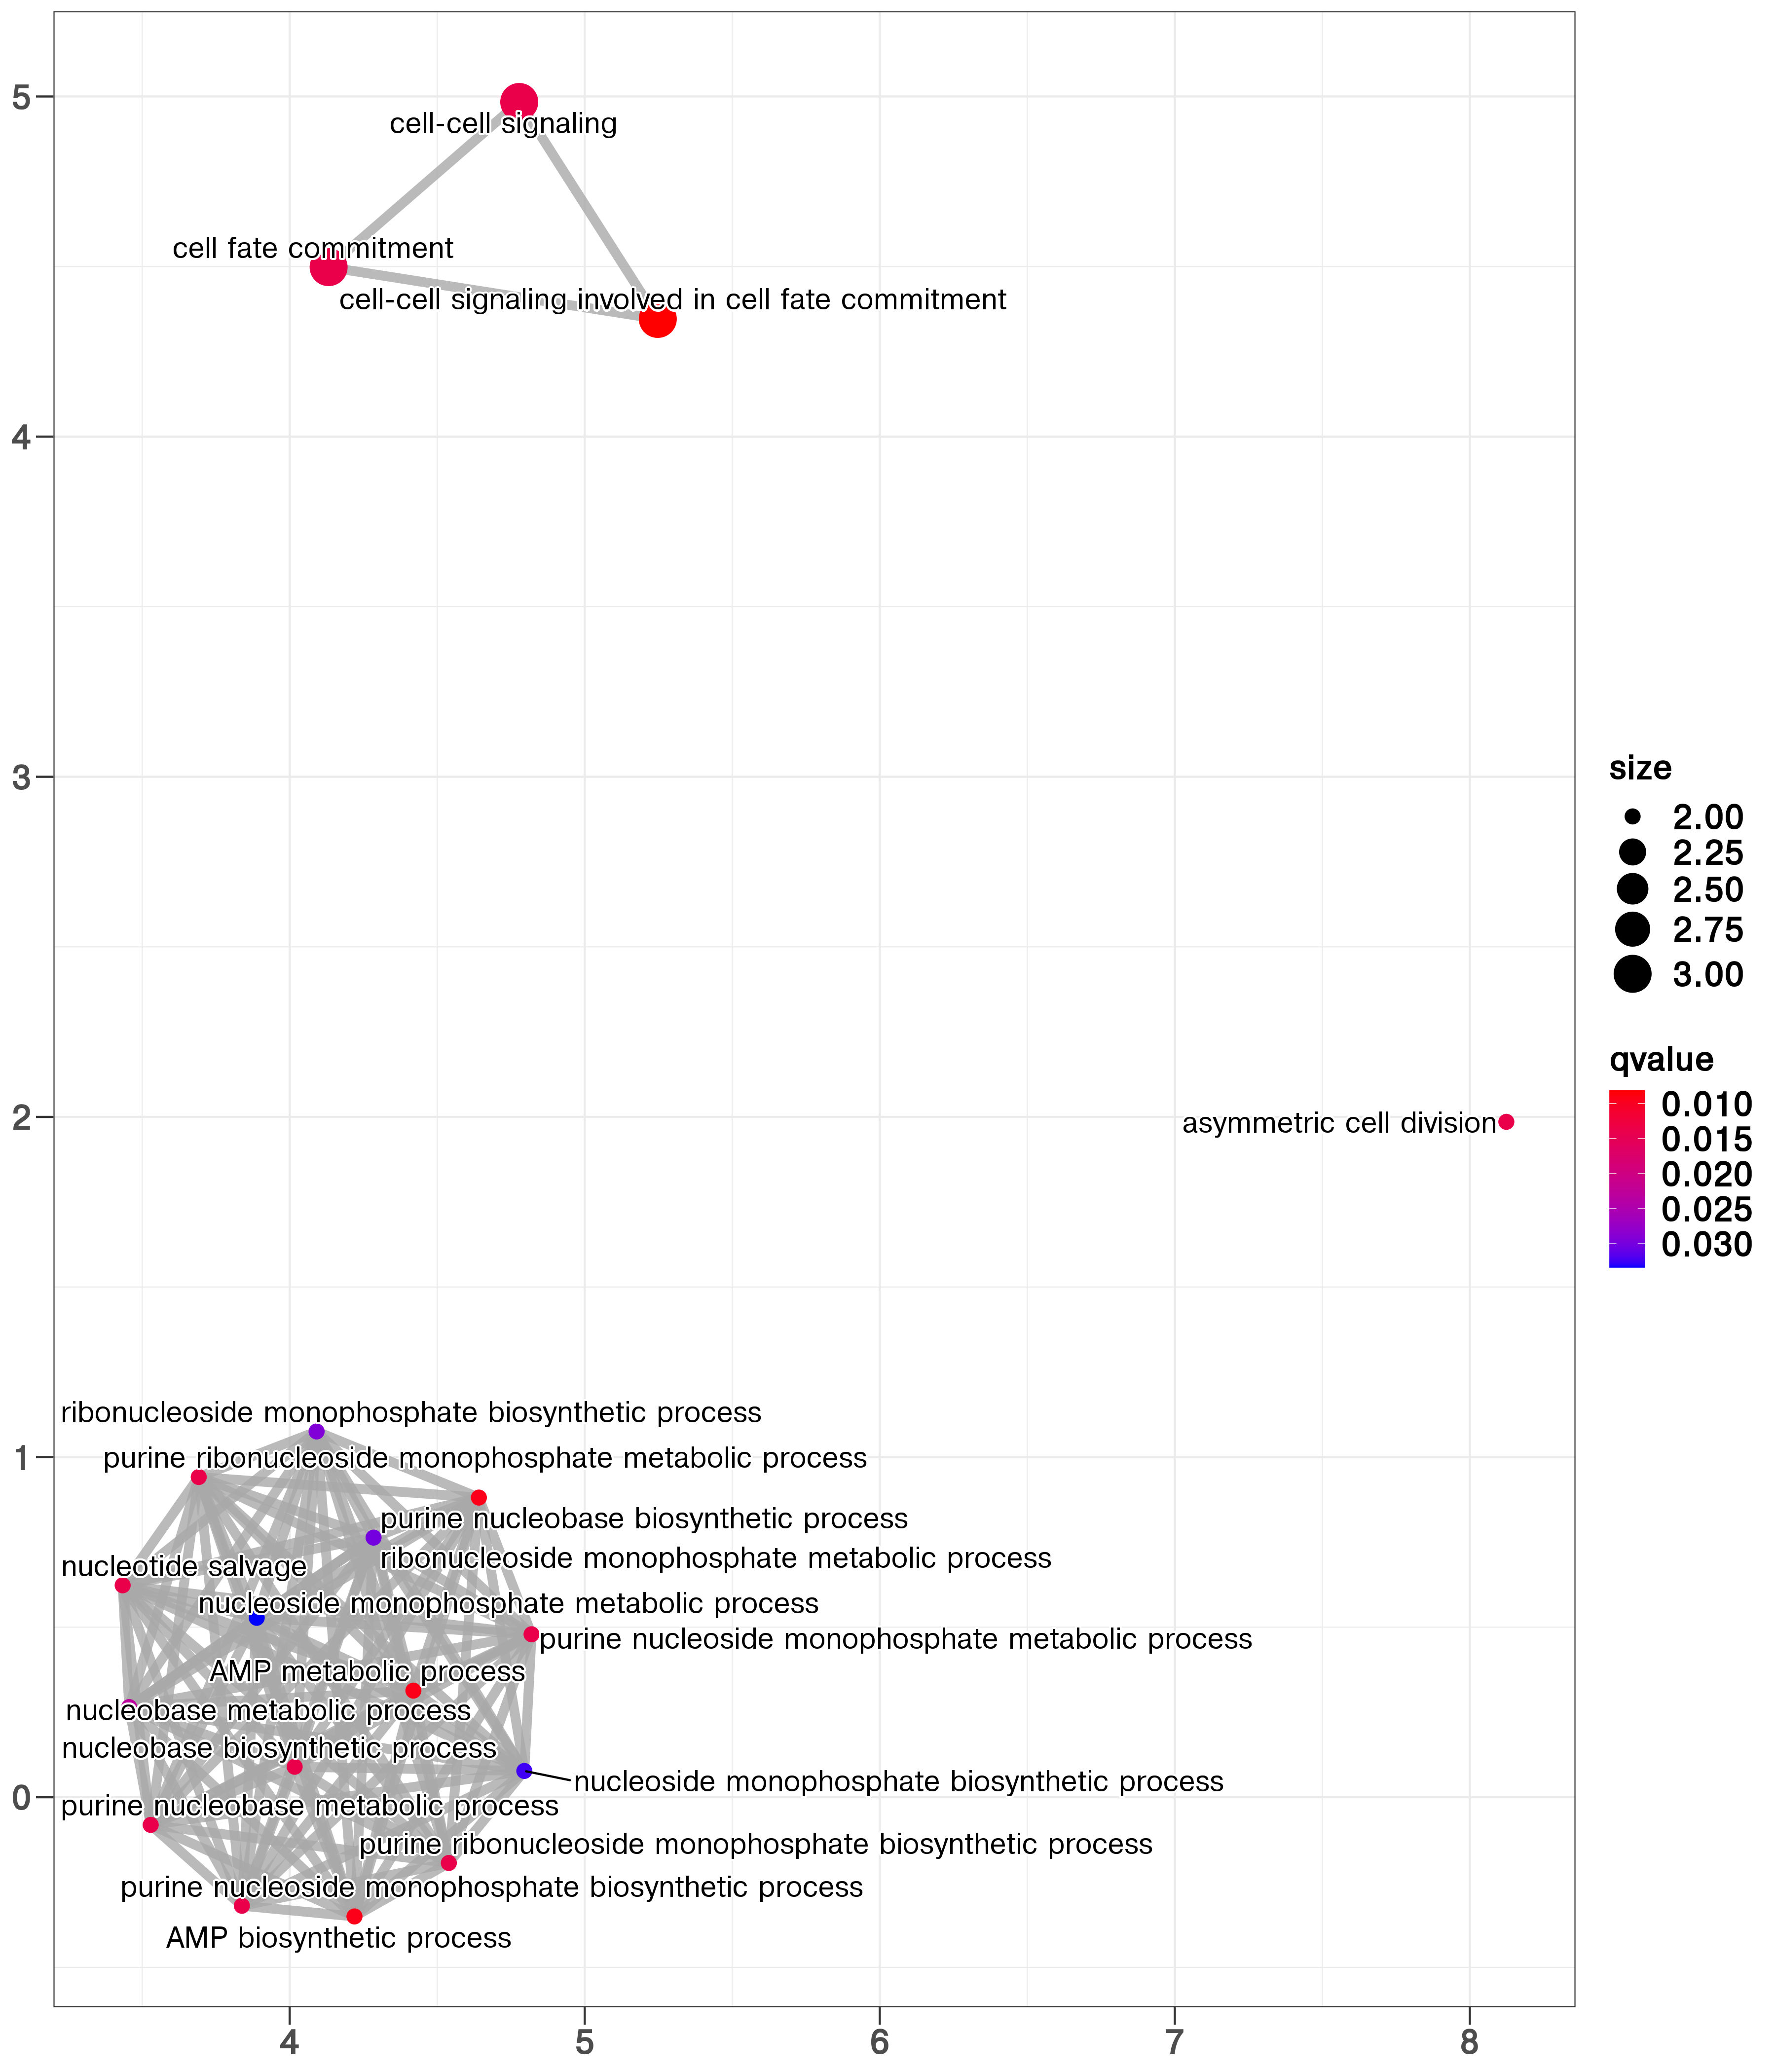 5
cell-cell signaling
cell fate commitment
cell-cell signaling involved in cell fate commitment
4
3
size
2.00
2.25
2.50
2.75
3.00
qvalue
0.010
0.015
0.020
0.025
0.030
2
asymmetric cell division
ribonucleoside monophosphate biosynthetic process
1
purine ribonucleoside monophosphate metabolic process
purine nucleobase biosynthetic process
ribonucleoside monophosphate metabolic process
nucleotide salvage
nucleoside monophosphate metabolic process
purine nucleoside monophosphate metabolic process
AMP metabolic process
nucleobase metabolic process
nucleobase biosynthetic process
nucleoside monophosphate biosynthetic process
0
purine nucleobase metabolic process
purine ribonucleoside monophosphate biosynthetic process
purine nucleoside monophosphate biosynthetic process
AMP biosynthetic process
4 5 6 7 8